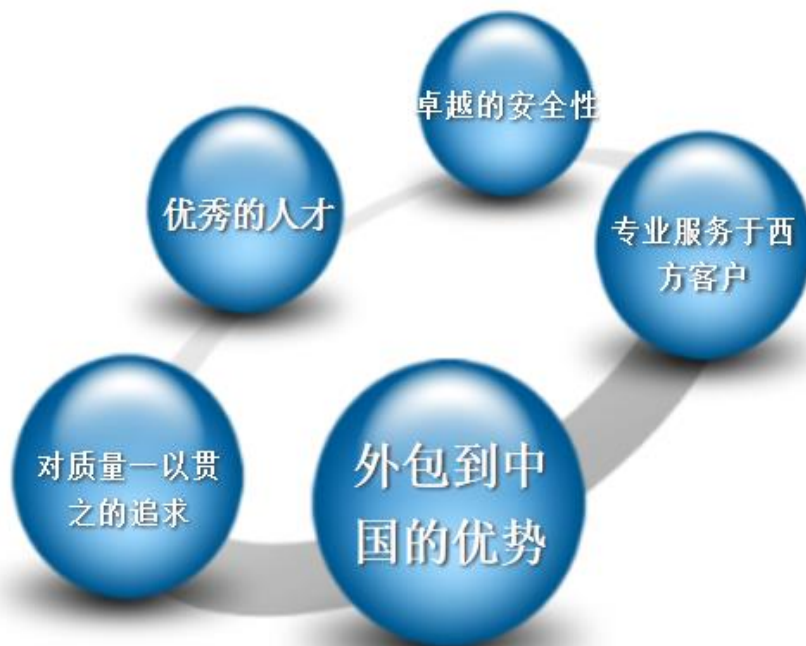 卓越的安全性
优秀的人才
专业服务于西
方客户
对质量一以贯
之的追求
外包到中
国的优势